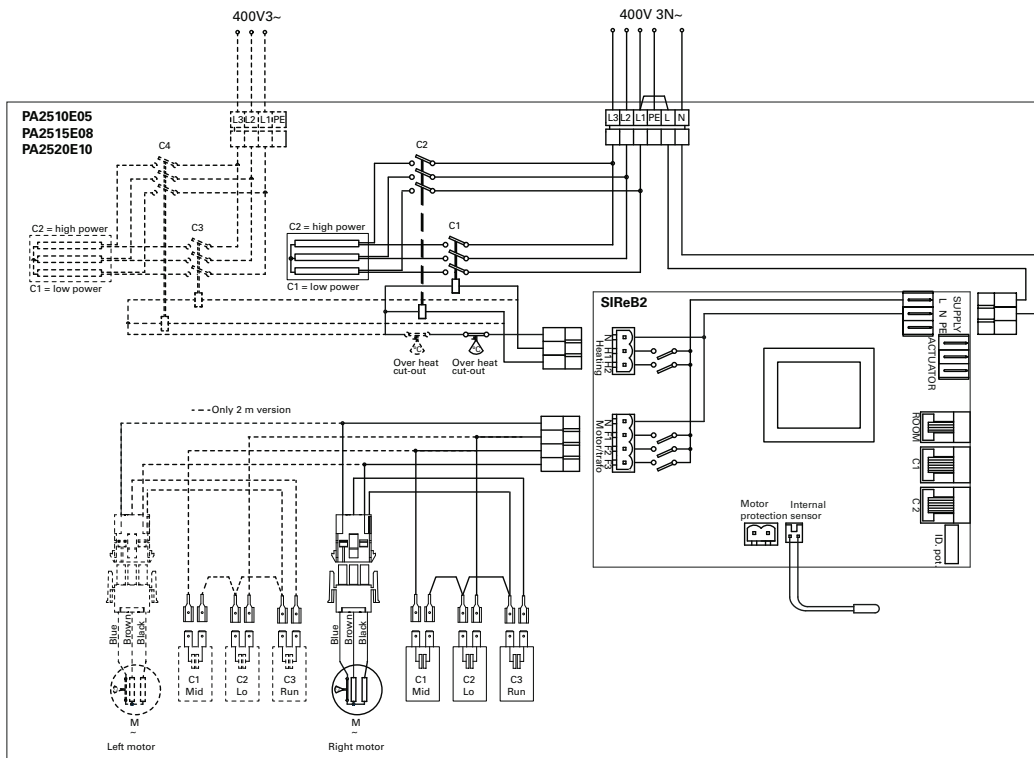 400V3~
400V 3N~
PA2510E05
PA2515E08
PA2520E10
L3 L2 L1 PE
L3 L2 L1 PE L N
C4
C2
C3
C1
C2 = high power
C1 = low power
C2 = high power
C1 = low power
SIReB2
L N PE
SUPPLY
ACTUATOR
N H1 H2
Heating
°C
Over heat
cut-out
°C
Over heat
cut-out
--- Only 2 m version
N F1 F2 F3
Motor/trafo
ROOM
C1
C 2
ID, pot
Motor
protection
Internal
sensor
Blue
Brown
Black
Blue
Brown
Black
C1
Mid
C2
Lo
C3
Run
C1
Mid
C2
Lo
C3
Run
M
~
Left motor
M
~
Right motor